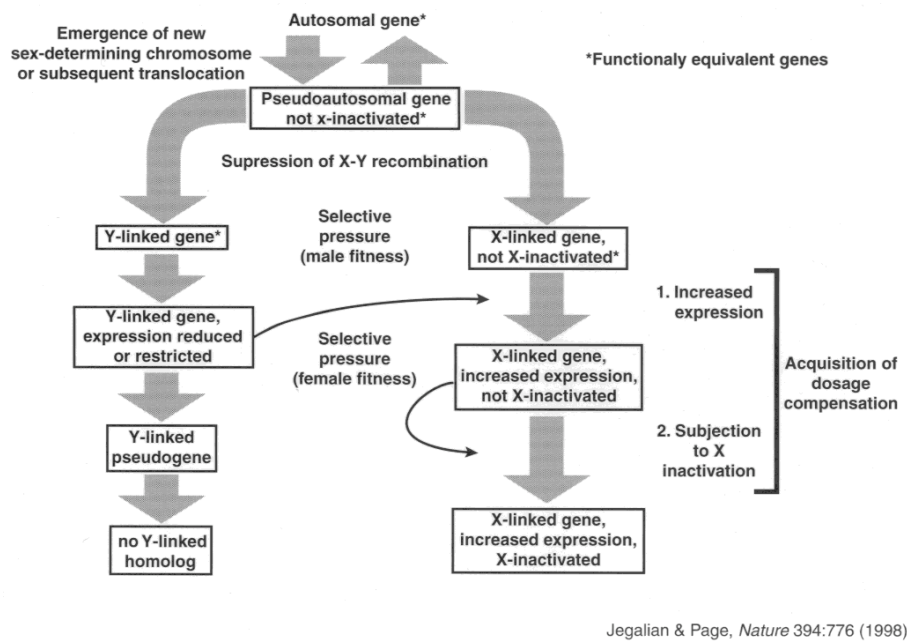 Emergence of new
sex-determining chromosome
or subsequent translocation
Autosomal gene*
*Functionaly equivalent genes
Pseudoautosomal gene
not x-inactivated*
Supression of X-Y recombination
Y-linked gene*
Selective
pressure
(male fitness)
X-linked gene,
not X-inactivated*
Y-linked gene,
expression reduced
or restricted
1. Increased
expression
Selective
pressure
(female fitness)
X-linked gene,
increased expression,
not X-inactivated
Acquisition of
dosage
compensation
Y-linked
pseudogene
2. Subjection
to X
inactivation
no Y-linked
homolog
X-linked gene,
increased expression,
X-inactivated
Jegalian & Page, Nature 394:776 (1998)